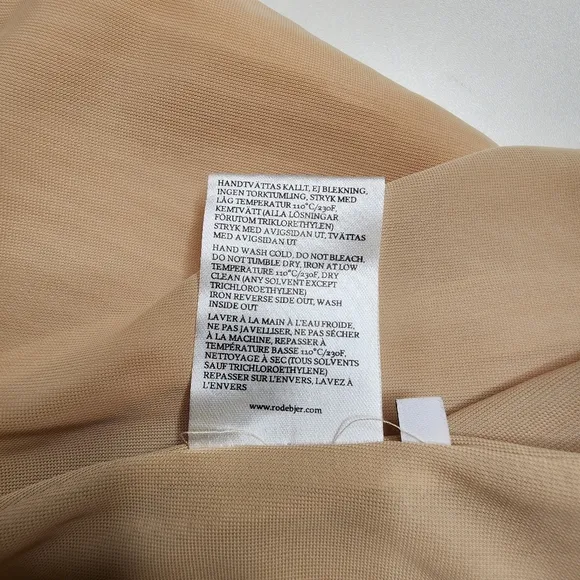 HANDTVÄTTAS KALLT, EJ BLEKNING,
INGEN TORKTUMLING, STRYK MED
LÅG TEMPERATUR 110°C/230F,
KEMTVÄTT (ALLA LÖSNINGAR
FÖRUTOM TRIKLORETHYLEN)
STRYK MED AVIGSIDAN UT, TVÄTTAS
MED AVIGSIDAN UT
HAND WASH COLD, DO NOT BLEACH,
DO NOT TUMBLE DRY, IRON AT LOW
TEMPERATURE 110°C/230F, DRY
CLEAN (ANY SOLVENT EXCEPT
TRICHLOROETHYLENE)
IRON REVERSE SIDE OUT, WASH
INSIDE OUT
LAVER À LA MAIN À L'EAU FROIDE,
NE PAS JAVELLISER, NE PAS SÉCHER
À LA MACHINE, REPASSER À
TEMPÉRATURE BASSE 110°C/230F,
NETTOYAGE À SEC (TOUS SOLVENTS
SAUF TRICHLOROETHYLENE)
REPASSER SUR L'ENVERS, LAVEZ À
L'ENVERS
www.rodebjer.com